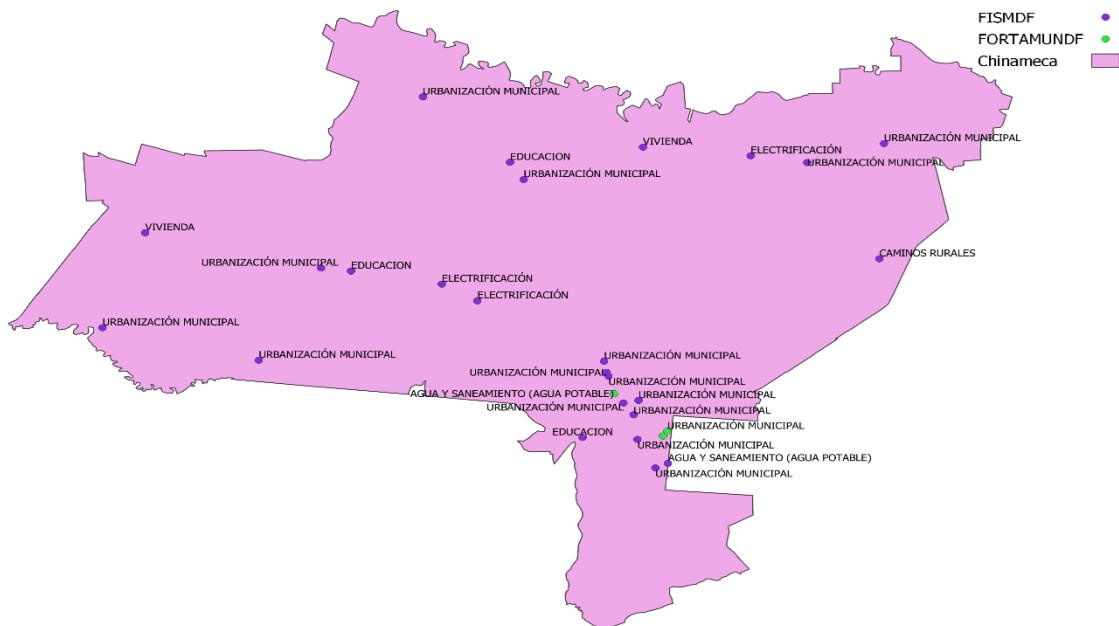 FISMDF
FORTAMUNDF
Chinameca
URBANIZACIÓN MUNICIPAL
URBANIZACIÓN MUNICIPAL
VIVIENDA
EDUCACION
ELECTRIFICACIÓN
URBANIZACIÓN MUNICIPAL
URBANIZACIÓN MUNICIPAL
VIVIENDA
CAMINOS RURALES
URBANIZACIÓN MUNICIPAL
EDUCACION
ELECTRIFICACIÓN
ELECTRIFICACIÓN
URBANIZACIÓN MUNICIPAL
URBANIZACIÓN MUNICIPAL
URBANIZACIÓN MUNICIPAL
URBANIZACIÓN MUNICIPAL
URBANIZACIÓN MUNICIPAL
AGUA Y SANEAMIENTO (AGUA POTABLE)
URBANIZACIÓN MUNICIPAL
URBANIZACIÓN MUNICIPAL
URBANIZACIÓN MUNICIPAL
URBANIZACIÓN MUNICIPAL
EDUCACION
URBANIZACIÓN MUNICIPAL
AGUA Y SANEAMIENTO (AGUA POTABLE)
URBANIZACIÓN MUNICIPAL